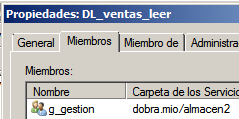 Propiedades: DL_ventas_leer
General Miembros Miembro de Administra
Miembros:
Nombre Carpeta de los Servicio
g_gestion dobra.mio/almacen2